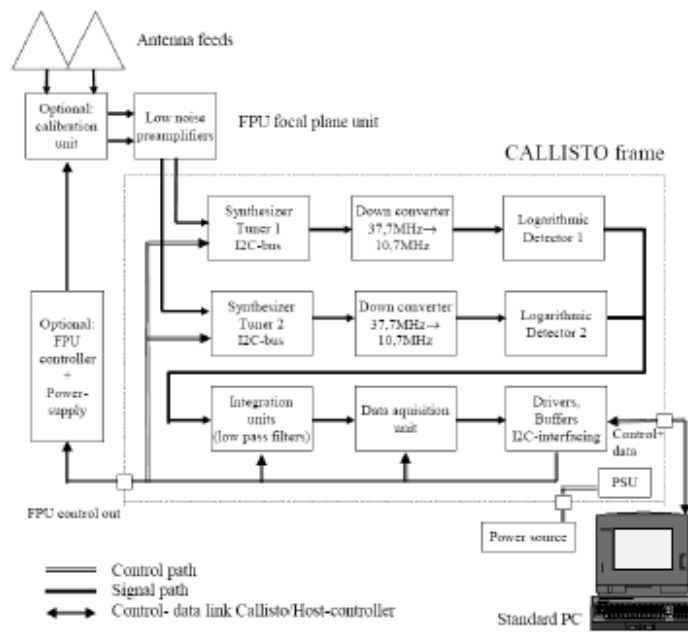 Antenna feeds
Optional:
calibration
unit
Low noise
preamplifiers
FPU focal plane unit
CALLISTO frame
Synthesizer
Tuner 1
I2C-bus
Down converter
37,7MHz→
10,7MHz
Logarithmic
Detector 1
Optional:
FPU
controller
+
Power-
supply
Synthesizer
Tuner 2
I2C-bus
Down converter
37,7MHz→
10,7MHz
Logarithmic
Detector 2
Integration
units
(low pass filters)
Data aquisition
unit
Drivers,
Buffers
I2C-interfacing
Control+
data
PSU
FPU control out
Power source
Control path
Signal path
Control- data link Callisto/Host-controller
Standard PC